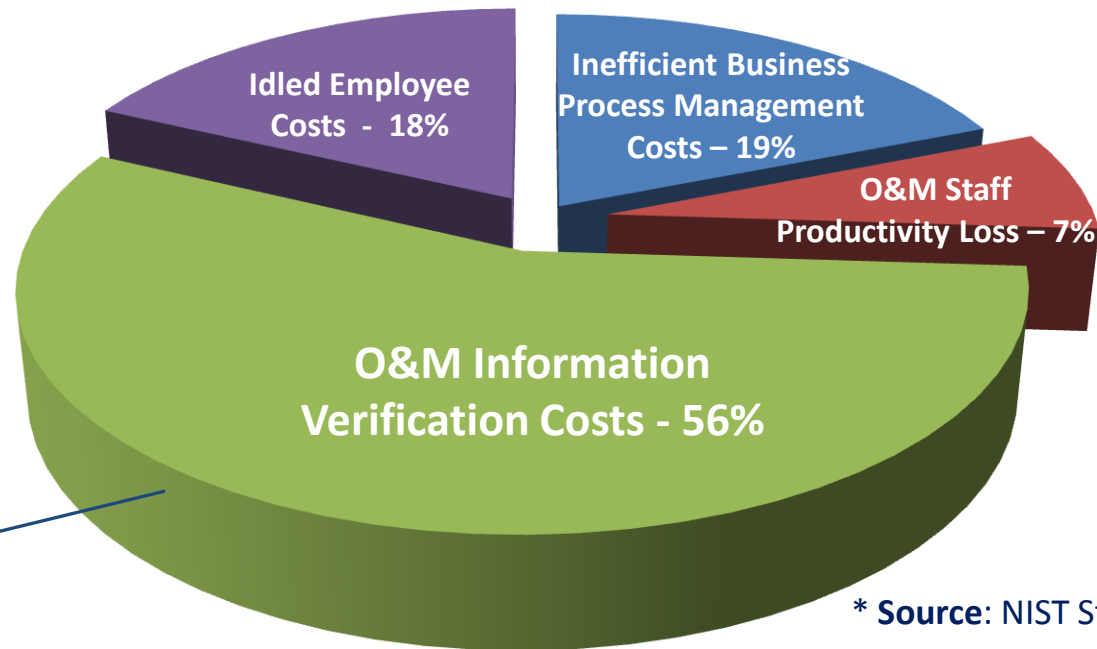 Idled Employee
Costs - 18%
Inefficient Business
Process Management
Costs – 19%
O&M Staff
Productivity Loss – 7%
O&M Information
Verification Costs - 56%
* Source: NIST